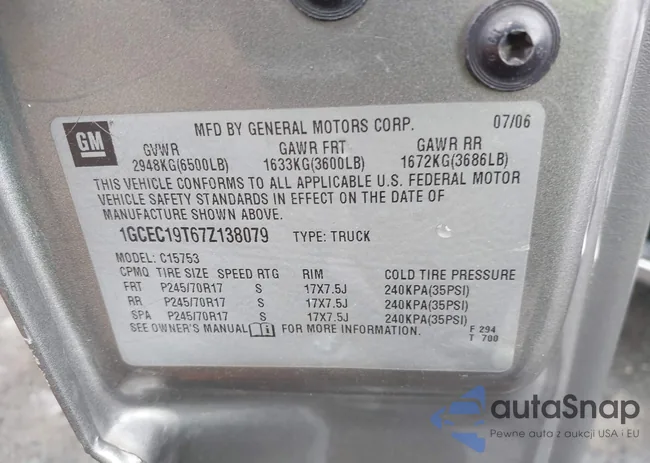 MFD BY GENERAL MOTORS CORP. 07/06
GM
GVWR GAWR FRT GAWR RR
2948KG(6500LB) 1633KG(3600LB) 1672KG(3686LB)
THIS VEHICLE CONFORMS TO ALL APPLICABLE U.S. FEDERAL MOTOR
VEHICLE SAFETY STANDARDS IN EFFECT ON THE DATE OF
MANUFACTURE SHOWN ABOVE.
1GCEC19T67Z138079 TYPE: TRUCK
MODEL: C15753
CPMQ TIRE SIZE SPEED RTG RIM COLD TIRE PRESSURE
FRT P245/70R17 S 17X7.5J 240KPA(35PSI)
RR P245/70R17 S 17X7.5J 240KPA(35PSI)
SPA P245/70R17 S 17X7.5J 240KPA(35PSI)
SEE OWNER'S MANUAL FOR MORE INFORMATION.
F 294
T 700
autaSnap
Pewne auta z aukcji USA i EU